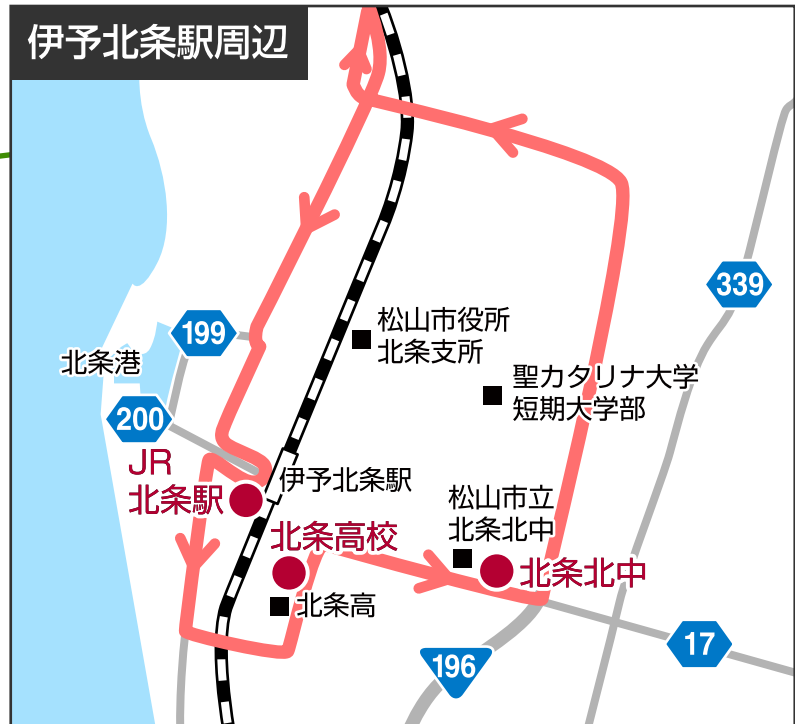 伊予北条駅周辺
339
松山市役所
北条支所
199
北条港
聖カタリナ大学
短期大学部
200
JR
北条駅
伊予北条駅
松山市立
北条北中
北条高校
北条北中
北条高
17
196